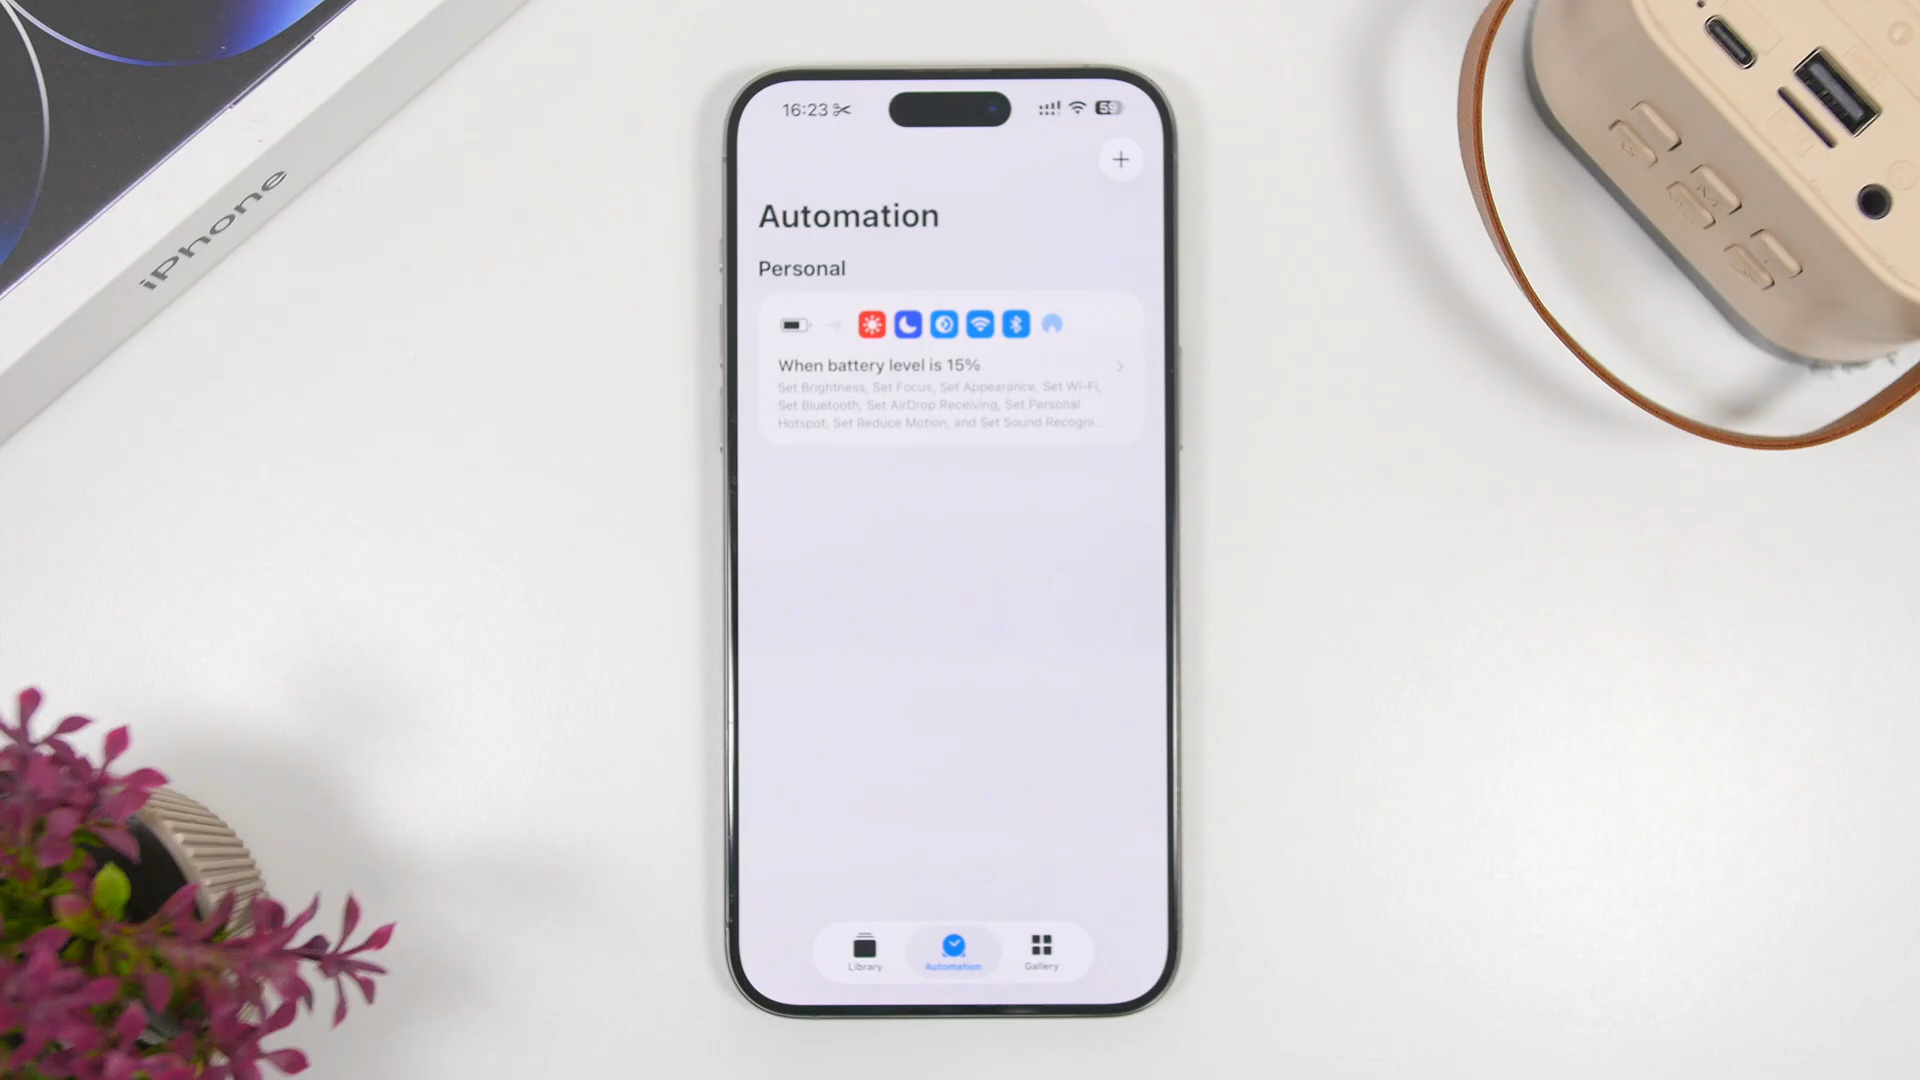 iPhone
16:23
59
Automation
Personal
When battery level is 15%
Set Brightness, Set Focus, Set Appearance, Set Wi-Fi,
Set Bluetooth, Set AirDrop Receiving, Set Personal
Hotspot, Set Reduce Motion, and Set Sound Recogni...
Library
Automation
Gallery